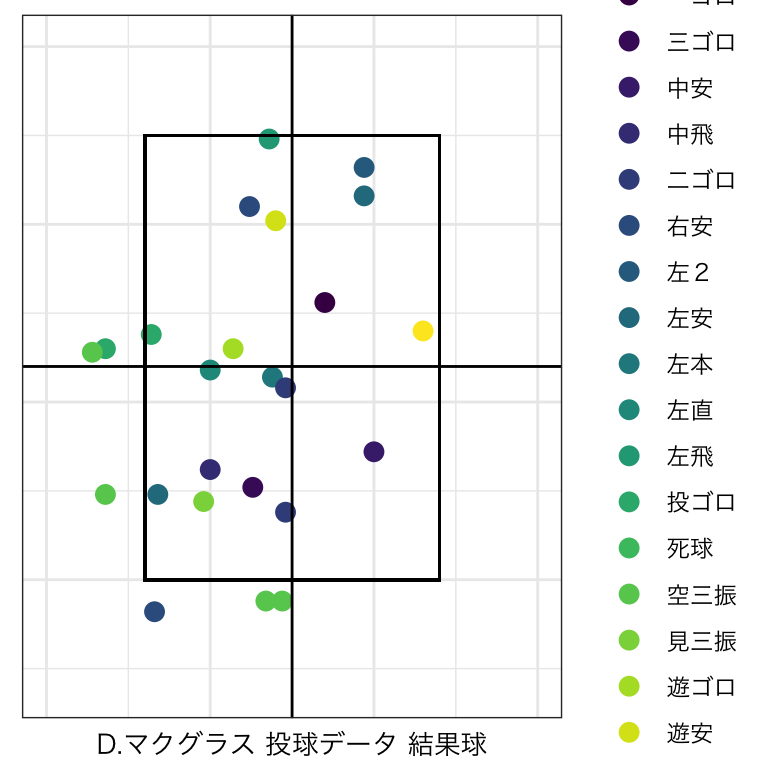 三ゴロ
中安
中飛
二ゴロ
右安
左２
左安
左本
左直
左飛
投ゴロ
死球
空三振
見三振
遊ゴロ
遊安
D.マクグラス 投球データ 結果球